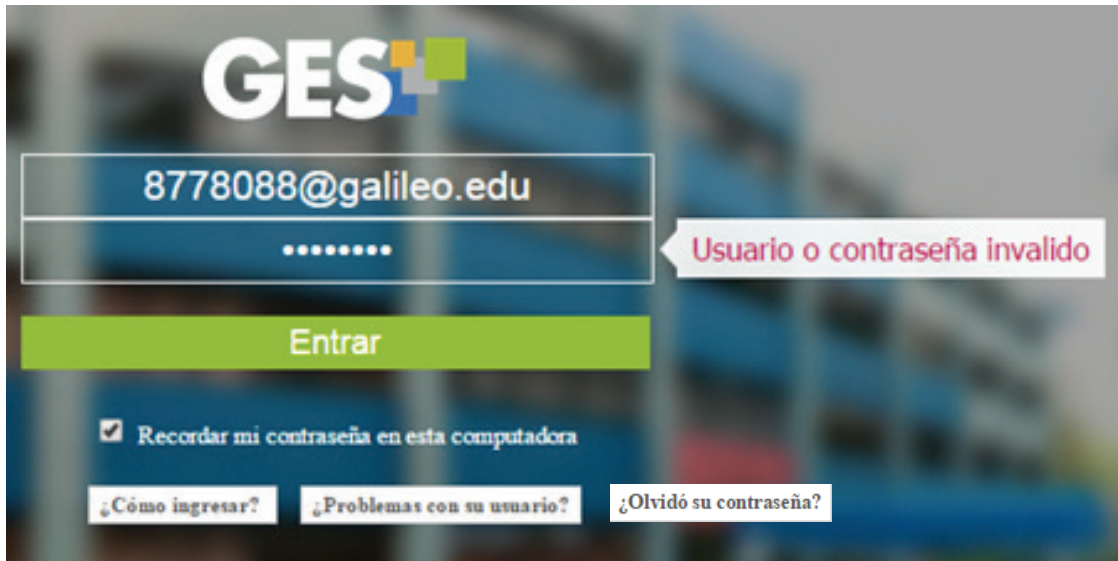 GES
8778088@galileo.edu
••••••••
Usuario o contraseña invalido
Entrar
Recordar mi contraseña en esta computadora
¿Cómo ingresar? ¿Problemas con su usuario? ¿Olvidó su contraseña?